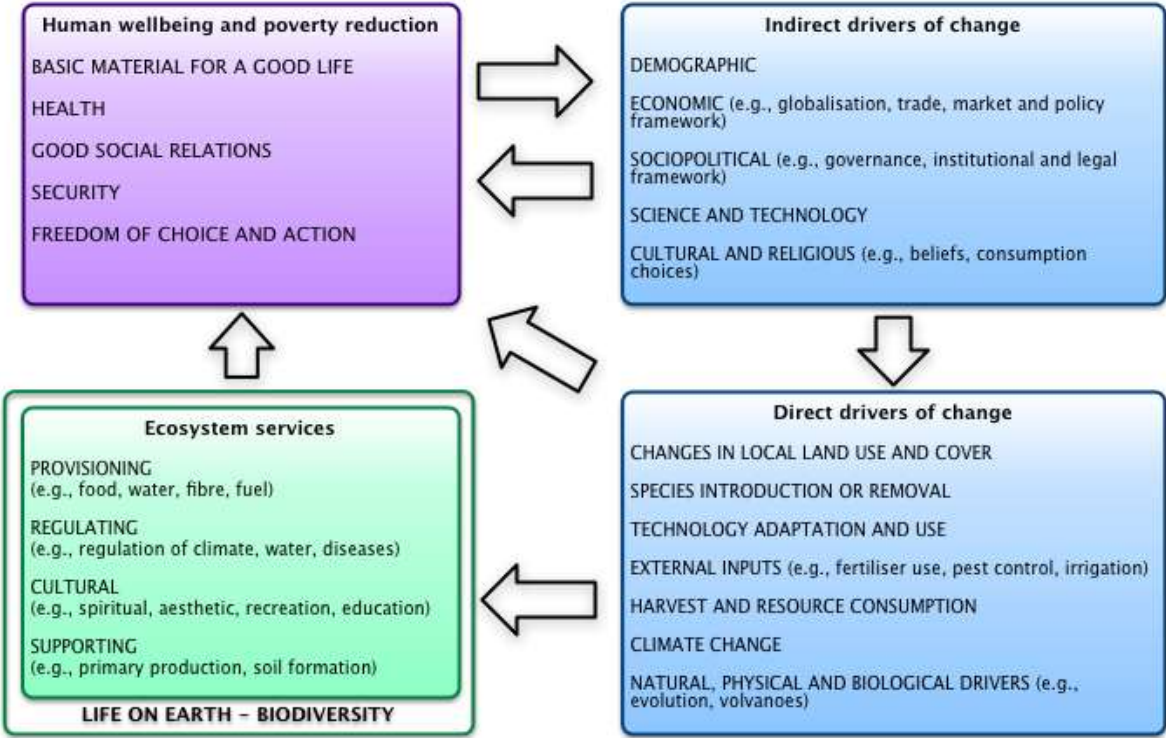 Human wellbeing and poverty reduction
BASIC MATERIAL FOR A GOOD LIFE
HEALTH
GOOD SOCIAL RELATIONS
SECURITY
FREEDOM OF CHOICE AND ACTION
Indirect drivers of change
DEMOGRAPHIC
ECONOMIC (e.g., globalisation, trade, market and policy
framework)
SOCIOPOLITICAL (e.g., governance, institutional and legal
framework)
SCIENCE AND TECHNOLOGY
CULTURAL AND RELIGIOUS (e.g., beliefs, consumption
choices)
Ecosystem services
PROVISIONING
(e.g., food, water, fibre, fuel)
REGULATING
(e.g., regulation of climate, water, diseases)
CULTURAL
(e.g., spiritual, aesthetic, recreation, education)
SUPPORTING
(e.g., primary production, soil formation)
LIFE ON EARTH – BIODIVERSITY
Direct drivers of change
CHANGES IN LOCAL LAND USE AND COVER
SPECIES INTRODUCTION OR REMOVAL
TECHNOLOGY ADAPTATION AND USE
EXTERNAL INPUTS (e.g., fertiliser use, pest control, irrigation)
HARVEST AND RESOURCE CONSUMPTION
CLIMATE CHANGE
NATURAL, PHYSICAL AND BIOLOGICAL DRIVERS (e.g.,
evolution, volcanoes)